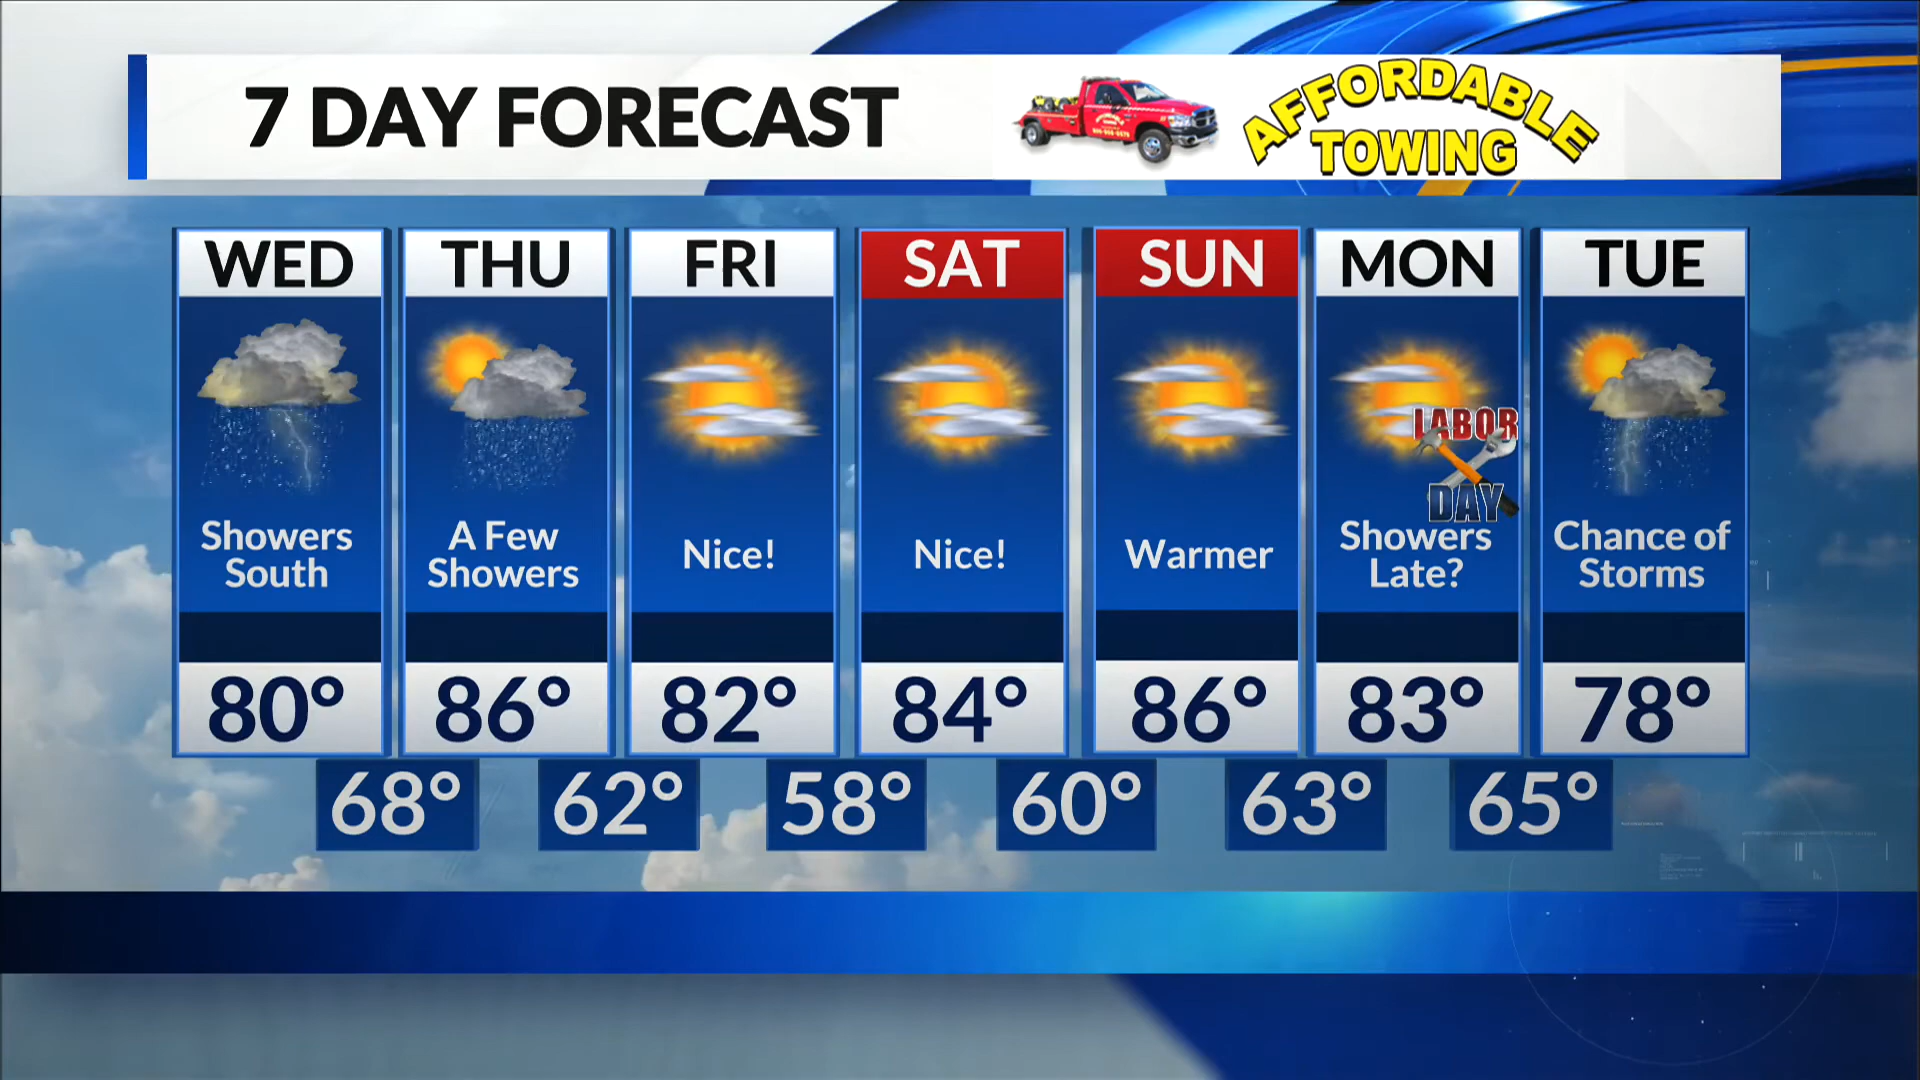 7 DAY FORECAST
AFFORDABLE
TOWING
WED
THU
FRI
SAT
SUN
MON
TUE
LABOR
DAY
Showers
South
A Few
Showers
Nice!
Nice!
Warmer
Showers
Late?
Chance of
Storms
80°
86°
82°
84°
86°
83°
78°
68°
62°
58°
60°
63°
65°